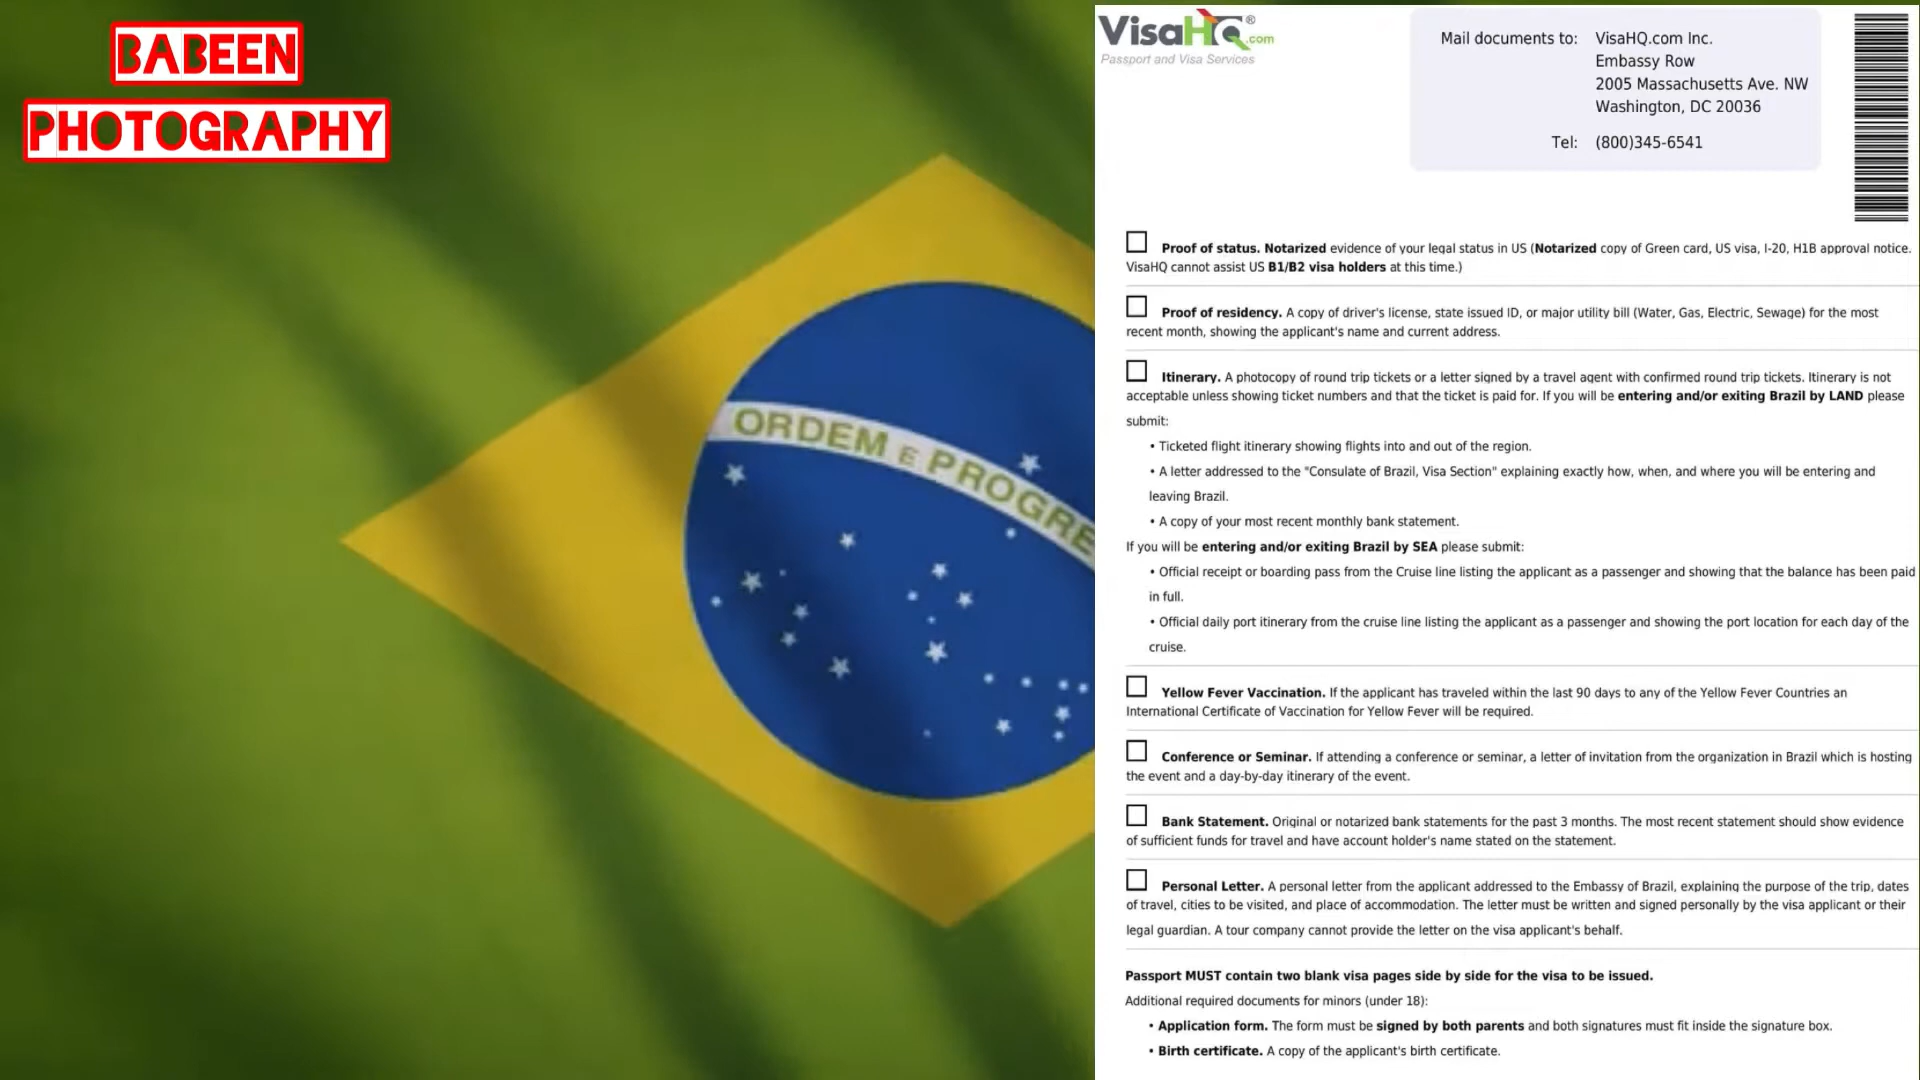 BABEEN
PHOTOGRAPHY
ORDEM E PROGRE
VisaHQ®.com
Passport and Visa Services
Mail documents to: VisaHQ.com Inc.
Embassy Row
2005 Massachusetts Ave. NW
Washington, DC 20036
Tel: (800)345-6541
Proof of status. Notarized evidence of your legal status in US (Notarized copy of Green card, US visa, I-20, H1B approval notice.
VisaHQ cannot assist US B1/B2 visa holders at this time.)
Proof of residency. A copy of driver's license, state issued ID, or major utility bill (Water, Gas, Electric, Sewage) for the most
recent month, showing the applicant's name and current address.
Itinerary. A photocopy of round trip tickets or a letter signed by a travel agent with confirmed round trip tickets. Itinerary is not
acceptable unless showing ticket numbers and that the ticket is paid for. If you will be entering and/or exiting Brazil by LAND please
submit:
• Ticketed flight itinerary showing flights into and out of the region.
• A letter addressed to the "Consulate of Brazil, Visa Section" explaining exactly how, when, and where you will be entering and
leaving Brazil.
• A copy of your most recent monthly bank statement.
If you will be entering and/or exiting Brazil by SEA please submit:
• Official receipt or boarding pass from the Cruise line listing the applicant as a passenger and showing that the balance has been paid
in full.
• Official daily port itinerary from the cruise line listing the applicant as a passenger and showing the port location for each day of the
cruise.
Yellow Fever Vaccination. If the applicant has traveled within the last 90 days to any of the Yellow Fever Countries an
International Certificate of Vaccination for Yellow Fever will be required.
Conference or Seminar. If attending a conference or seminar, a letter of invitation from the organization in Brazil which is hosting
the event and a day-by-day itinerary of the event.
Bank Statement. Original or notarized bank statements for the past 3 months. The most recent statement should show evidence
of sufficient funds for travel and have account holder's name stated on the statement.
Personal Letter. A personal letter from the applicant addressed to the Embassy of Brazil, explaining the purpose of the trip, dates
of travel, cities to be visited, and place of accommodation. The letter must be written and signed personally by the visa applicant or their
legal guardian. A tour company cannot provide the letter on the visa applicant's behalf.
Passport MUST contain two blank visa pages side by side for the visa to be issued.
Additional required documents for minors (under 18):
• Application form. The form must be signed by both parents and both signatures must fit inside the signature box.
• Birth certificate. A copy of the applicant's birth certificate.